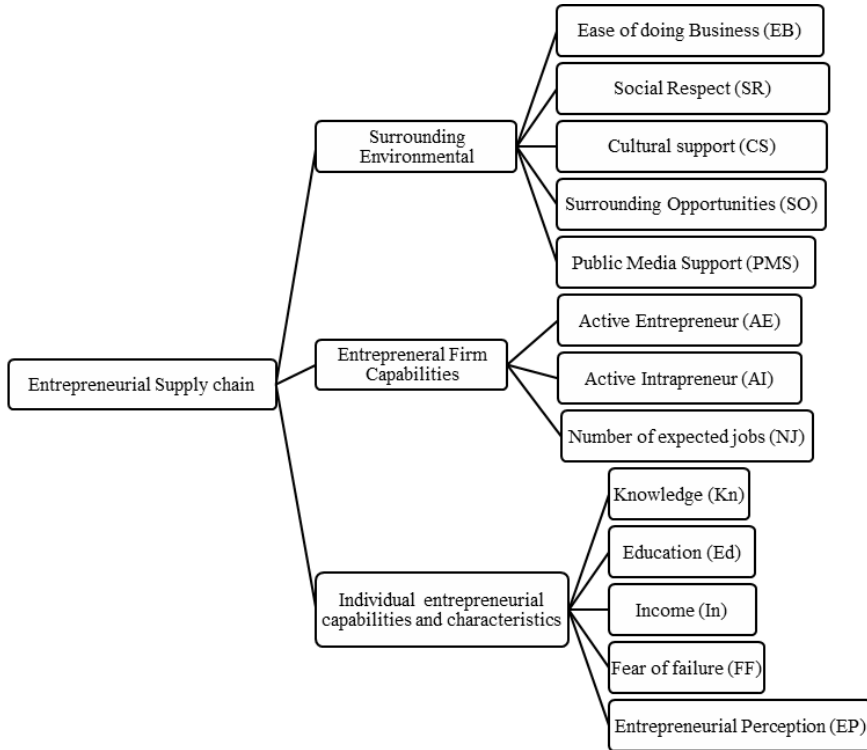 Ease of doing Business (EB)
Social Respect (SR)
Surrounding
Environmental
Cultural support (CS)
Surrounding Opportunities (SO)
Public Media Support (PMS)
Active Entrepreneur (AE)
Entrepreneral Firm
Capabilities
Active Intrapreneur (AI)
Entrepreneurial Supply chain
Number of expected jobs (NJ)
Knowledge (Kn)
Education (Ed)
Individual entrepreneurial
capabilities and characteristics
Income (In)
Fear of failure (FF)
Entrepreneurial Perception (EP)